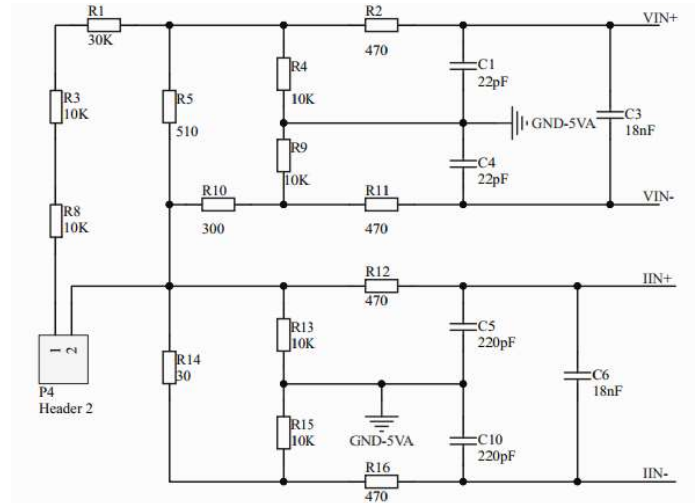 R1
30K
R2
470
VIN+
R3
10K
R5
510
R4
10K
C1
22pF
GND-5VA
C3
18nF
R9
10K
C4
22pF
R8
10K
R10
300
R11
470
VIN-
R12
470
IIN+
1 2
P4
Header 2
R14
30
R13
10K
C5
220pF
C6
18nF
GND-5VA
R15
10K
C10
220pF
R16
470
IIN-